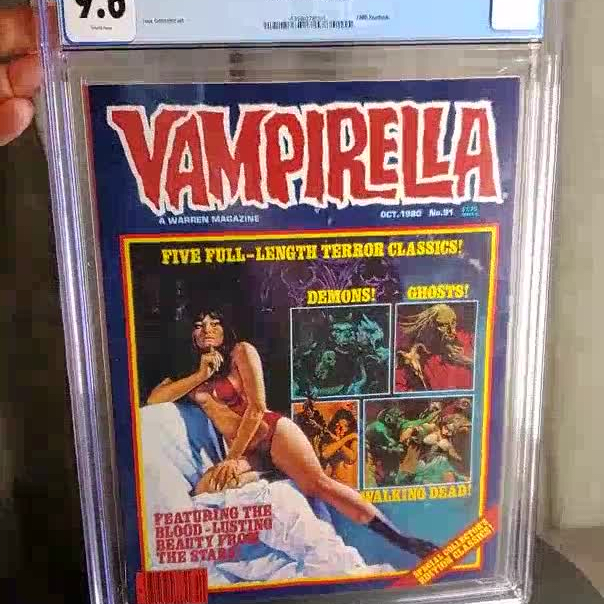 9.6
VAMPIRELLA
A WARREN MAGAZINE
OCT. 1980 No. 91
FIVE FULL-LENGTH TERROR CLASSICS!
DEMONS!
GHOSTS!
WALKING DEAD!
FEATURING THE
BLOOD-LUSTING
BEAUTY FROM
THE STARS!
SPECIAL COLLECTOR'S
EDITION CLASSICS!